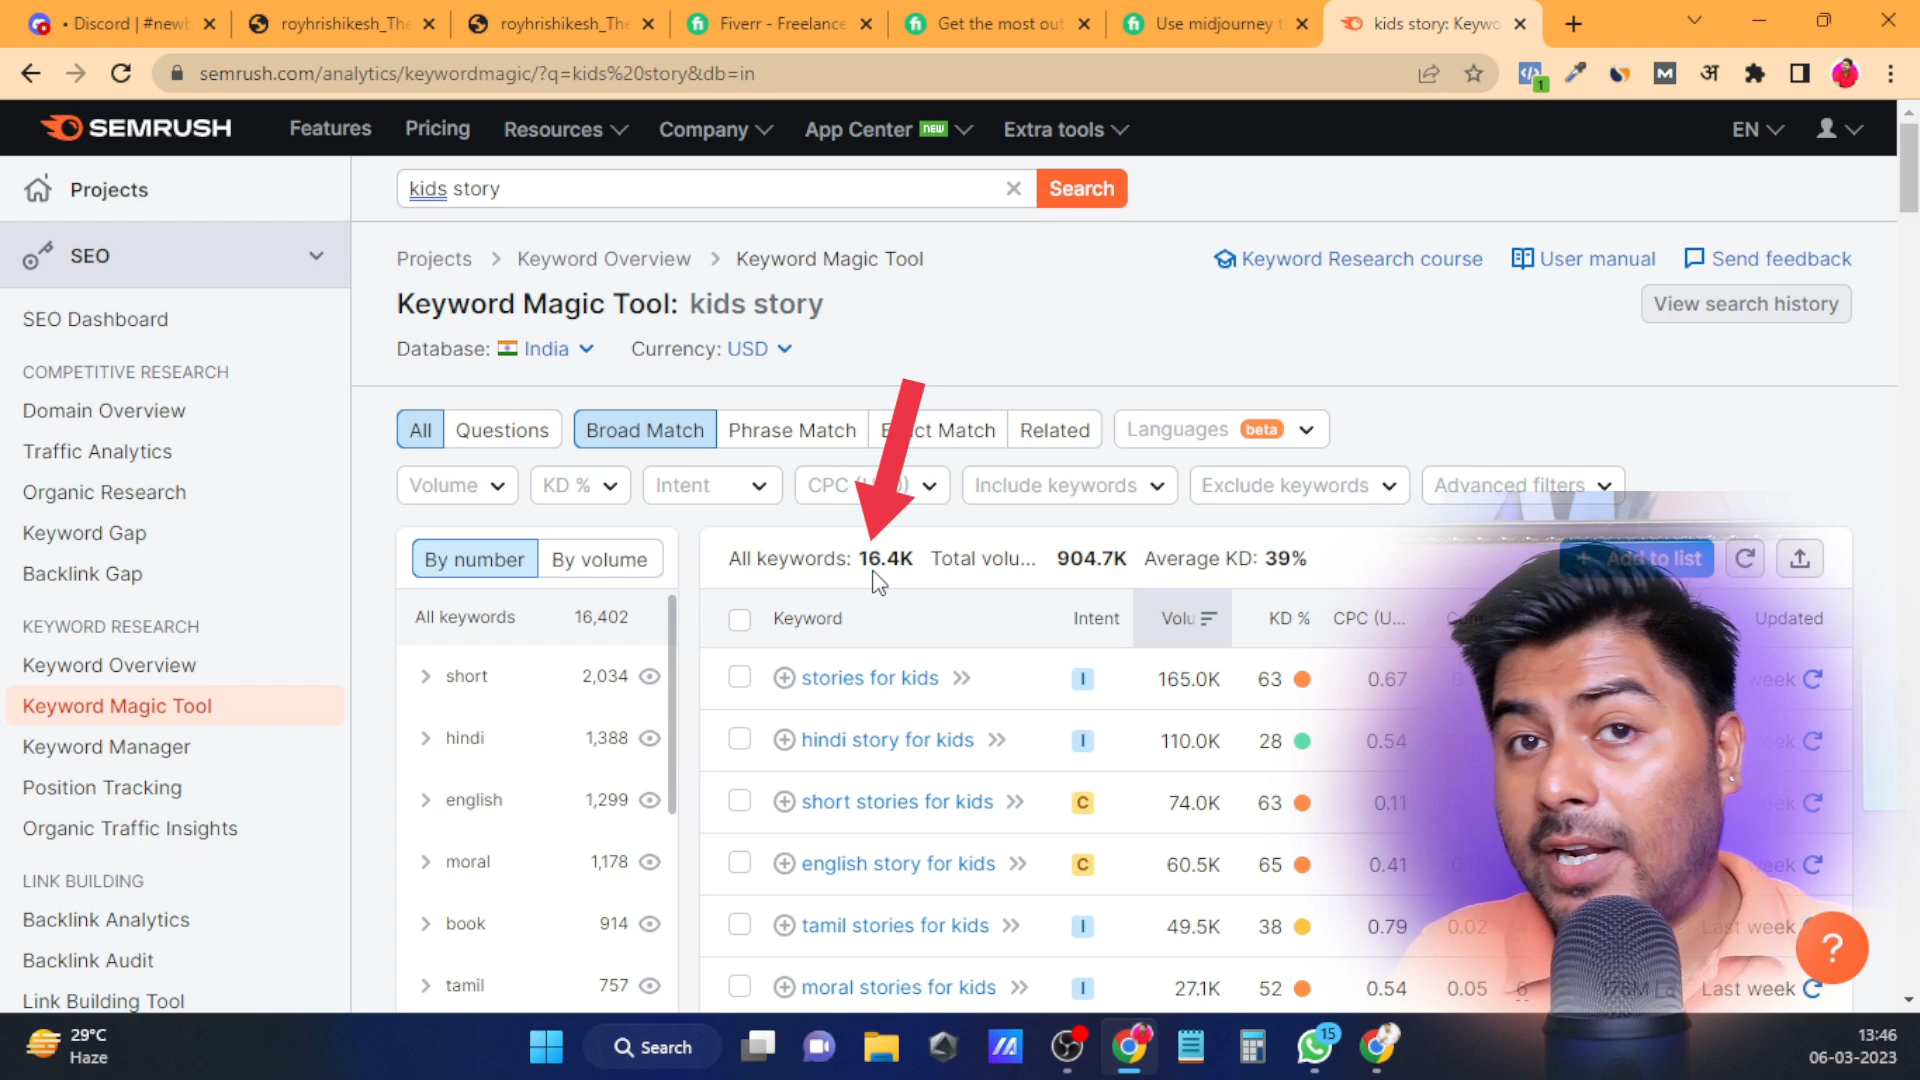 Discord | #newb
royhrishikesh_The
royhrishikesh_The
Fiverr - Freelance
Get the most out
Use midjourney t
kids story: Keywo
semrush.com/analytics/keywordmagic/?q=kids%20story&db=in
1
M
अ
SEMRUSH
Features
Pricing
Resources
Company
App Center new
Extra tools
EN
Projects
kids story
Search
SEO
Projects > Keyword Overview > Keyword Magic Tool
Keyword Research course
User manual
Send feedback
Keyword Magic Tool: kids story
View search history
Database: India
Currency: USD
SEO Dashboard
COMPETITIVE RESEARCH
Domain Overview
Traffic Analytics
Organic Research
Keyword Gap
Backlink Gap
KEYWORD RESEARCH
Keyword Overview
Keyword Magic Tool
Keyword Manager
Position Tracking
Organic Traffic Insights
LINK BUILDING
Backlink Analytics
Backlink Audit
Link Building Tool
All
Questions
Broad Match
Phrase Match
Match
Related
Languages beta
Volume
KD %
Intent
CPC
Include keywords
Exclude keywords
Advanced filters
By number
By volume
All keywords: 16.4K Total volu... 904.7K Average KD: 39%
+ Add to list
All keywords 16,402
short 2,034
hindi 1,388
english 1,299
moral 1,178
book 914
tamil 757
Keyword Intent Volu KD % CPC (U... Com Updated
stories for kids I 165.0K 63 0.67 week
hindi story for kids I 110.0K 28 0.54
short stories for kids C 74.0K 63 0.11
english story for kids C 60.5K 65 0.41
tamil stories for kids I 49.5K 38 0.79 0.02 Last week
moral stories for kids I 27.1K 52 0.54 0.05 6 Last week
?
29°C
Haze
Search
15
13:46
06-03-2023